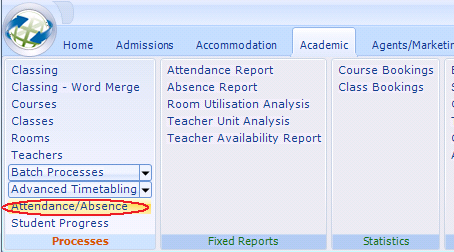 Home Admissions Accommodation Academic
Classing
Classing - Word Merge
Courses
Classes
Rooms
Teachers
Batch Processes
Advanced Timetabling
Attendance/Absence
Student Progress
Processes
Attendance Report
Absence Report
Room Utilisation Analysis
Teacher Unit Analysis
Teacher Availability Report
Fixed Reports
Course Bookings
Class Bookings
Statistics